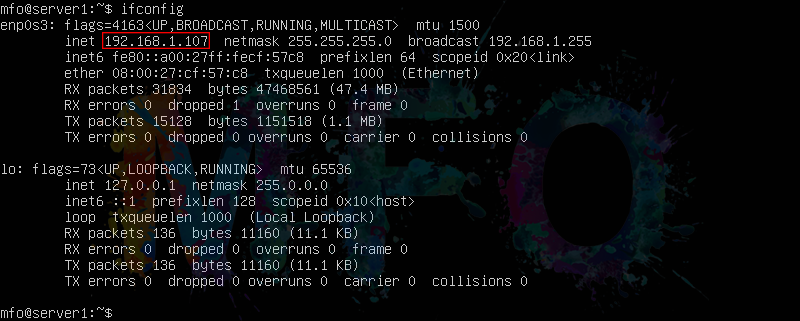 mfo@server1:~$ ifconfig
enp0s3: flags=4163<UP,BROADCAST,RUNNING,MULTICAST>  mtu 1500
        inet 192.168.1.107  netmask 255.255.255.0  broadcast 192.168.1.255
        inet6 fe80::a00:27ff:fecf:57c8  prefixlen 64  scopeid 0x20<link>
        ether 08:00:27:cf:57:c8  txqueuelen 1000  (Ethernet)
        RX packets 31834  bytes 47468561 (47.4 MB)
        RX errors 0  dropped 1  overruns 0  frame 0
        TX packets 15128  bytes 1151518 (1.1 MB)
        TX errors 0  dropped 0 overruns 0  carrier 0  collisions 0
lo: flags=73<UP,LOOPBACK,RUNNING>  mtu 65536
        inet 127.0.0.1  netmask 255.0.0.0
        inet6 ::1  prefixlen 128  scopeid 0x10<host>
        loop  txqueuelen 1000  (Local Loopback)
        RX packets 136  bytes 11160 (11.1 KB)
        RX errors 0  dropped 0  overruns 0  frame 0
        TX packets 136  bytes 11160 (11.1 KB)
        TX errors 0  dropped 0 overruns 0  carrier 0  collisions 0
mfo@server1:~$
MFO